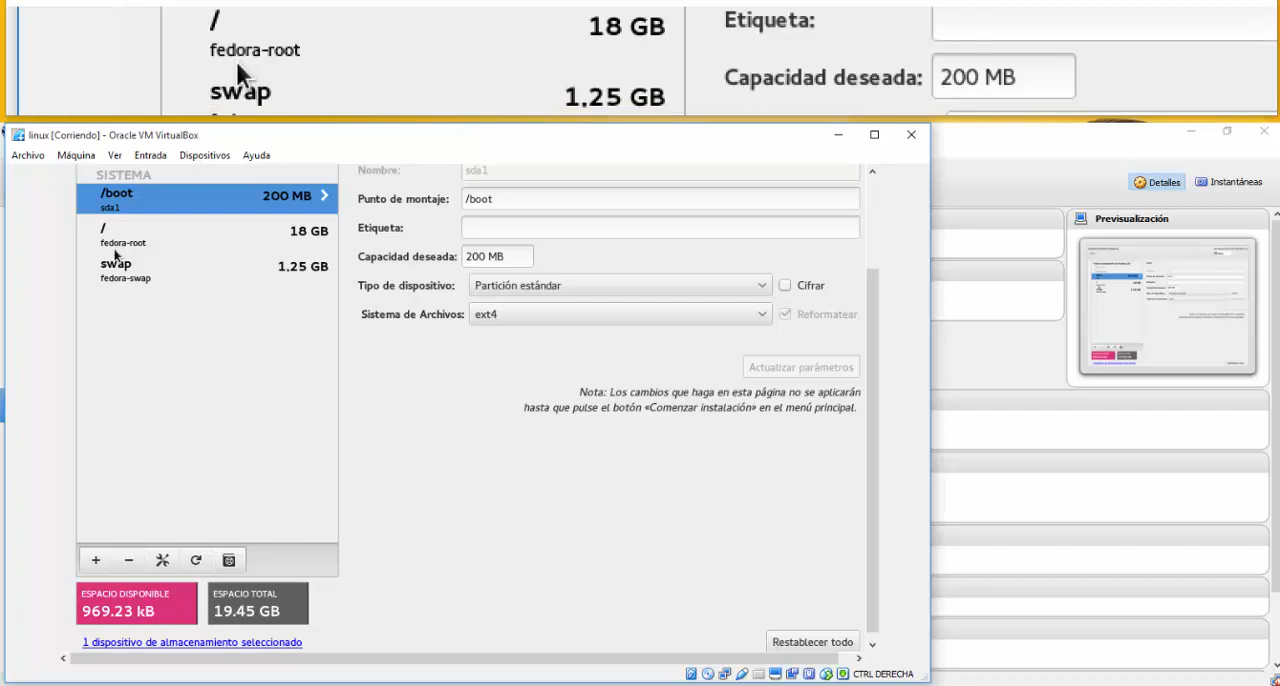 /
18 GB
Etiqueta:
fedora-root
Capacidad deseada:
200 MB
swap
1.25 GB
linux [Corriendo] - Oracle VM VirtualBox
Archivo Máquina Ver Entrada Dispositivos Ayuda
SISTEMA
/boot
200 MB
sda1
/
18 GB
fedora-root
swap
1.25 GB
fedora-swap
Nombre:
sda1
Punto de montaje:
/boot
Etiqueta:
Capacidad deseada:
200 MB
Tipo de dispositivo:
Partición estándar
Cifrar
Sistema de Archivos:
ext4
Reformatear
Actualizar parámetros
Nota: Los cambios que haga en esta página no se aplicarán
hasta que pulse el botón «Comenzar instalación» en el menú principal.
+ −
ESPACIO DISPONIBLE
969.23 kB
ESPACIO TOTAL
19.45 GB
1 dispositivo de almacenamiento seleccionado
Restablecer todo
CTRL DERECHA
Detalles
Instantáneas
Previsualización